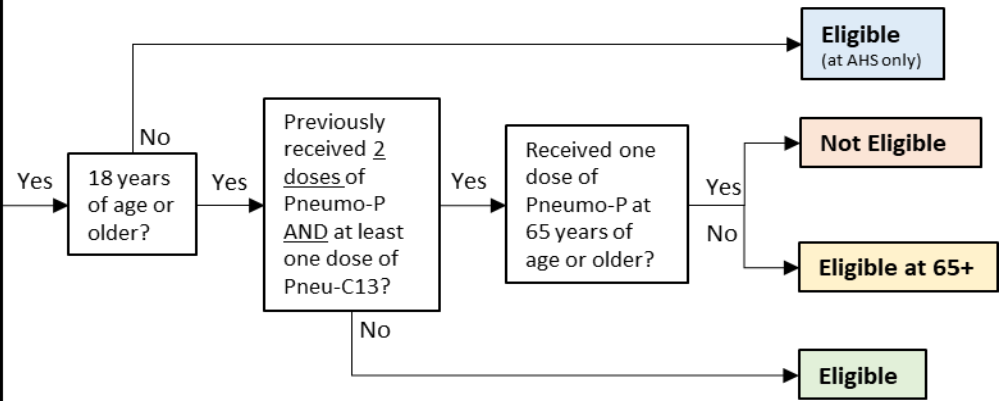 Eligible
(at AHS only)
No
Yes
18 years
of age or
older?
Yes
Previously
received 2
doses of
Pneumo-P
AND at least
one dose of
Pneu-C13?
Yes
Received one
dose of
Pneumo-P at
65 years of
age or older?
Yes
No
Not Eligible
Eligible at 65+
No
Eligible